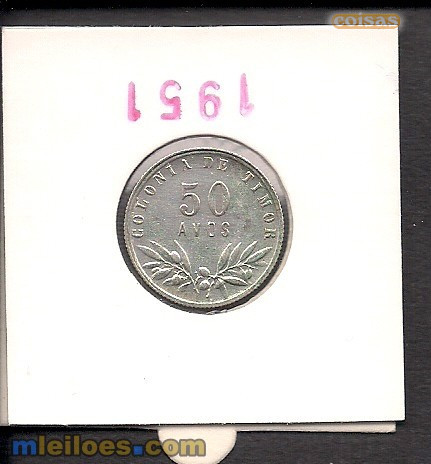 coisas
1951
COLONIA DE TIMOR
50
AVOS
mleiloes.com